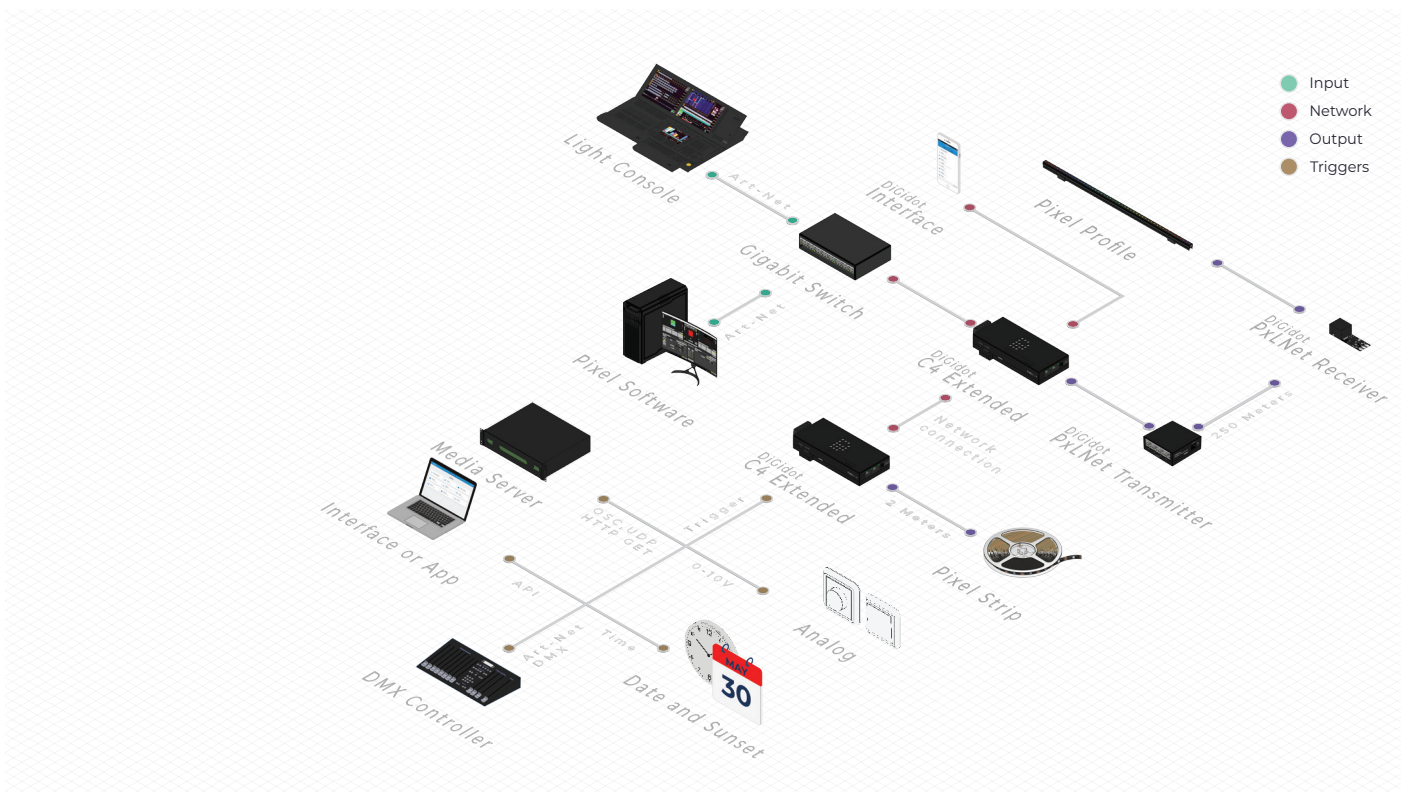 Input
Network
Output
Triggers
Light Console
Art-Net
DiGidot
Interface
Pixel Profile
Gigabit Switch
Art-Net
Pixel Software
DiGidot
C4 Extended
DiGidot
PXLNet Receiver
250 Meters
Network
connection
DiGidot
PXLNet Transmitter
Media Server
DiGidot
C4 Extended
2 Meters
Pixel Strip
Interface or App
OSC,UDP
HTTP GET
Trigger
0-10V
API
Time
Art-Net
DMX
Analog
DMX Controller
MAY
30
Date and Sunset